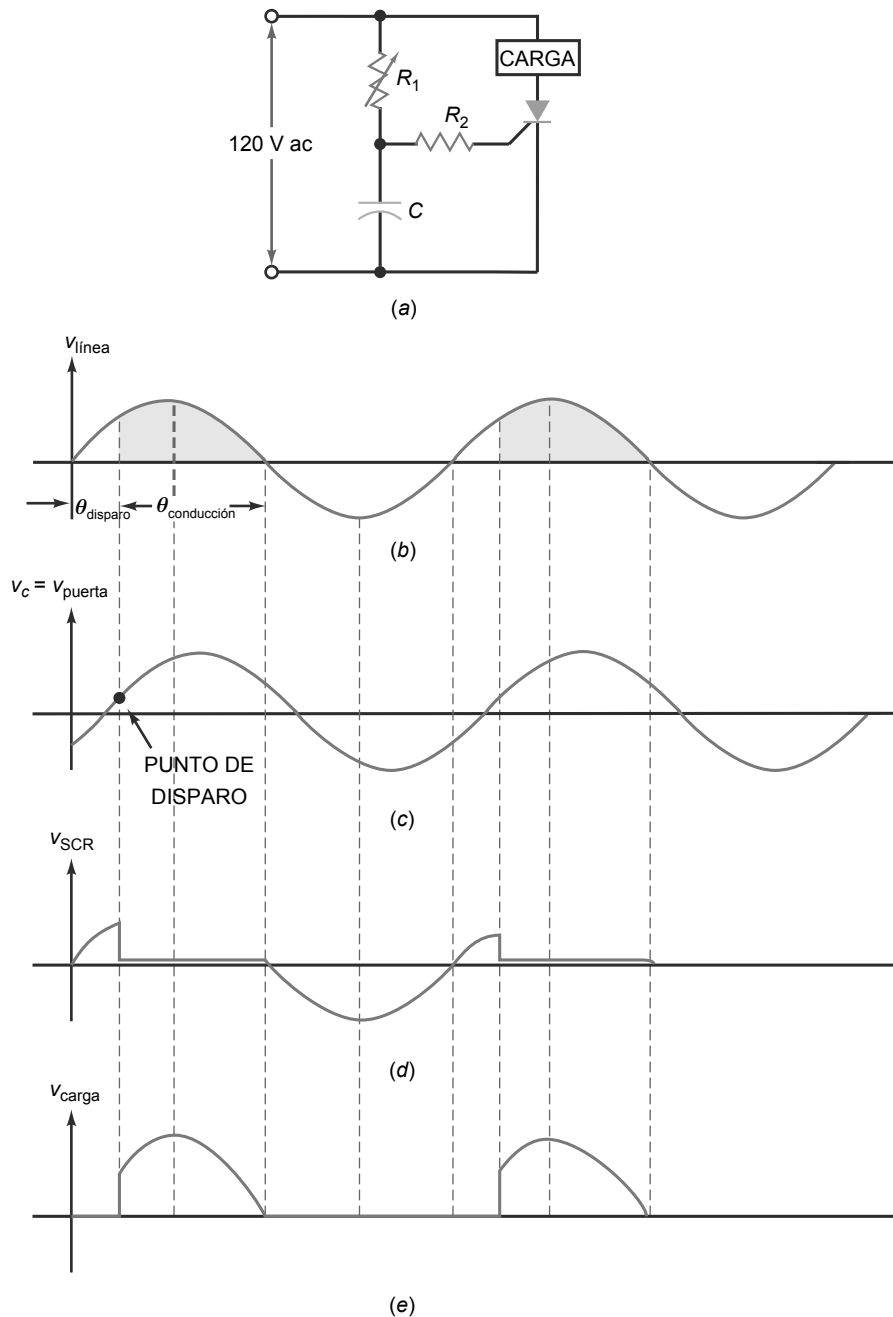 CARGA
R1
R2
120 V ac
C
(a)
vlínea
θdisparo
θconducción
(b)
vc = vpuerta
PUNTO DE
DISPARO
(c)
vSCR
(d)
vcarga
(e)